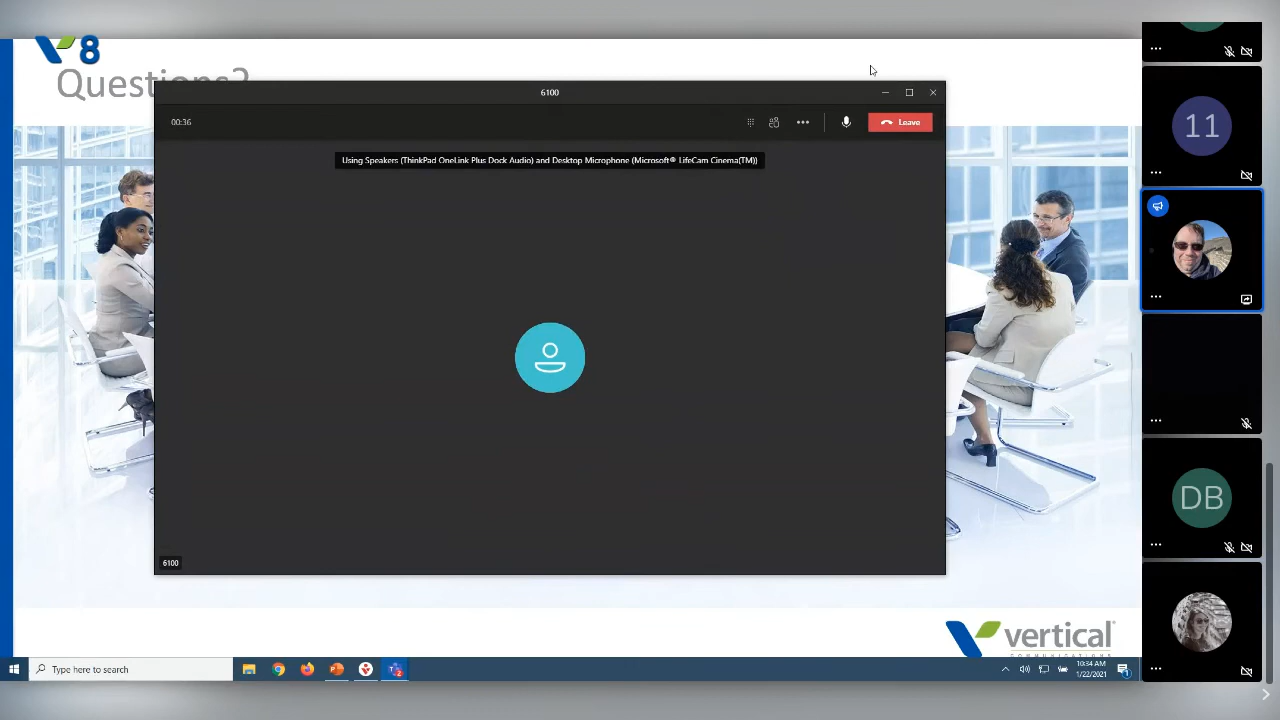 V8
Questions?
6100
00:36
Leave
Using Speakers (ThinkPad OneLink Plus Dock Audio) and Desktop Microphone (Microsoft® LifeCam Cinema(TM))
6100
11
DB
vertical
COMMUNICATIONS
Type here to search
10:34 AM
1/22/2021